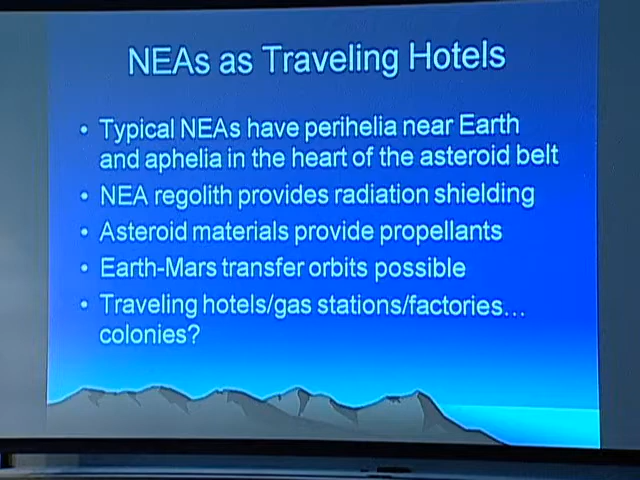 NEAs as Traveling Hotels
• Typical NEAs have perihelia near Earth
and aphelia in the heart of the asteroid belt
• NEA regolith provides radiation shielding
• Asteroid materials provide propellants
• Earth-Mars transfer orbits possible
• Traveling hotels/gas stations/factories…
colonies?